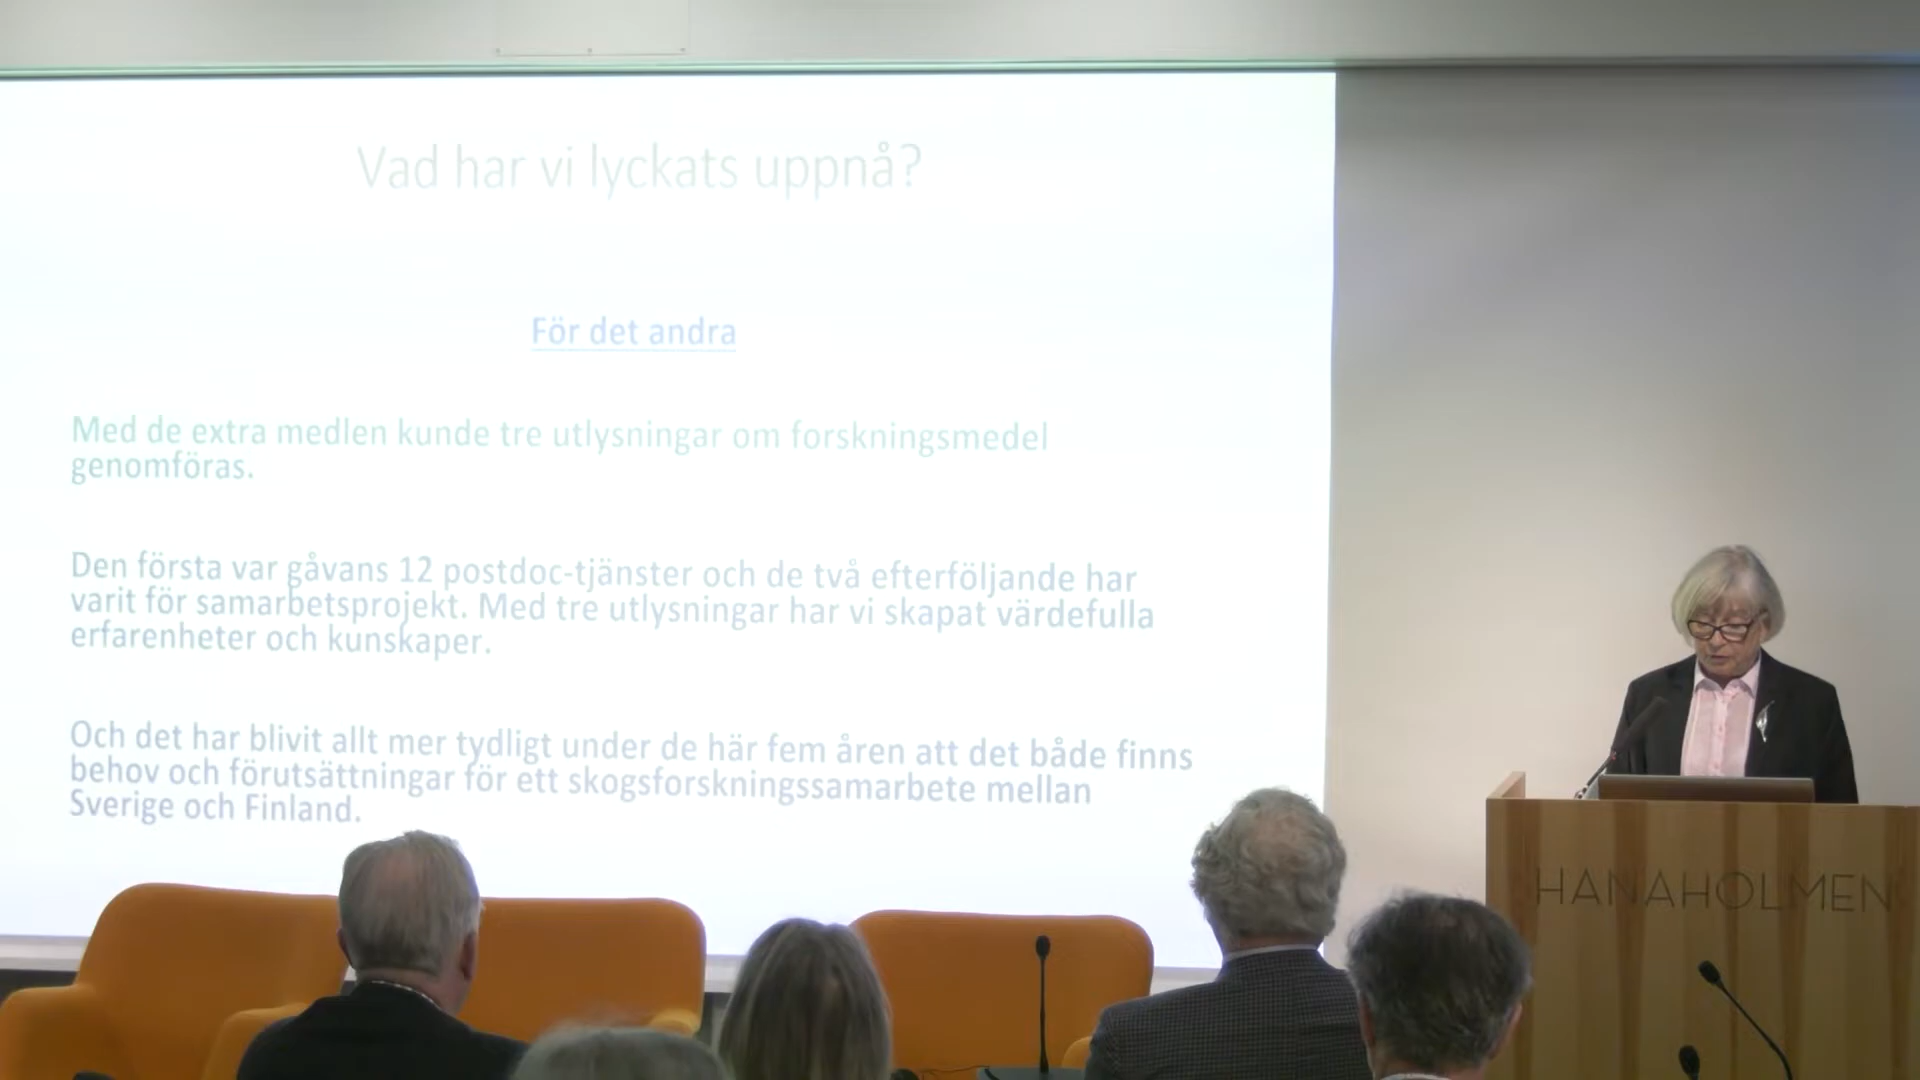 Vad har vi lyckats uppnå?
För det andra
Med de extra medlen kunde tre utlysningar om forskningsmedel
genomföras.
Den första var gåvans 12 postdoc-tjänster och de två efterföljande har
varit för samarbetsprojekt. Med tre utlysningar har vi skapat värdefulla
erfarenheter och kunskaper.
Och det har blivit allt mer tydligt under de här fem åren att det både finns
behov och förutsättningar för ett skogsforskningssamarbete mellan
Sverige och Finland.
HANAHOLMEN